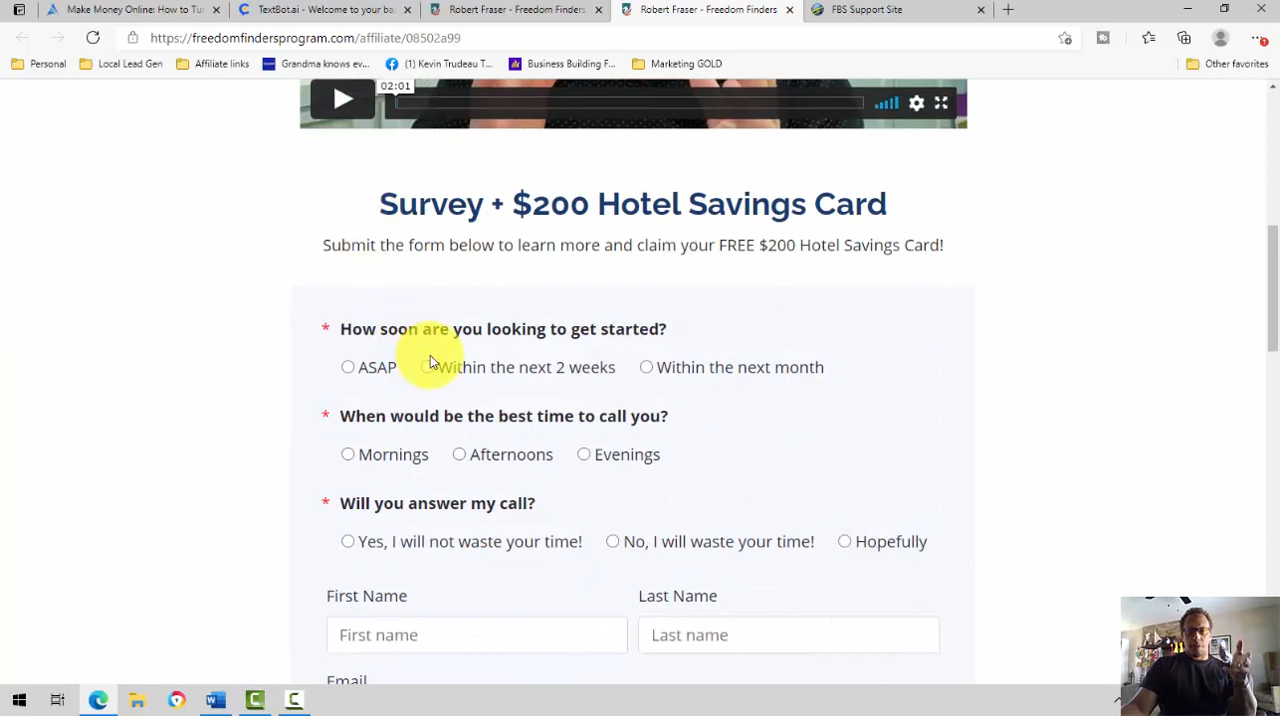 Make Money Online: How to Tur
TextBot.ai - Welcome to your ba
Robert Fraser - Freedom Finders
Robert Fraser - Freedom Finders
FBS Support Site
https://freedomfindersprogram.com/affiliate/08502a99
Personal
Local Lead Gen
Affiliate links
Grandma knows ev...
(1) Kevin Trudeau T...
Business Building F...
Marketing GOLD
Other favorites
02:01
Survey + $200 Hotel Savings Card
Submit the form below to learn more and claim your FREE $200 Hotel Savings Card!
* How soon are you looking to get started?
ASAP Within the next 2 weeks Within the next month
* When would be the best time to call you?
Mornings Afternoons Evenings
* Will you answer my call?
Yes, I will not waste your time! No, I will waste your time! Hopefully
First Name Last Name
First name Last name
Email